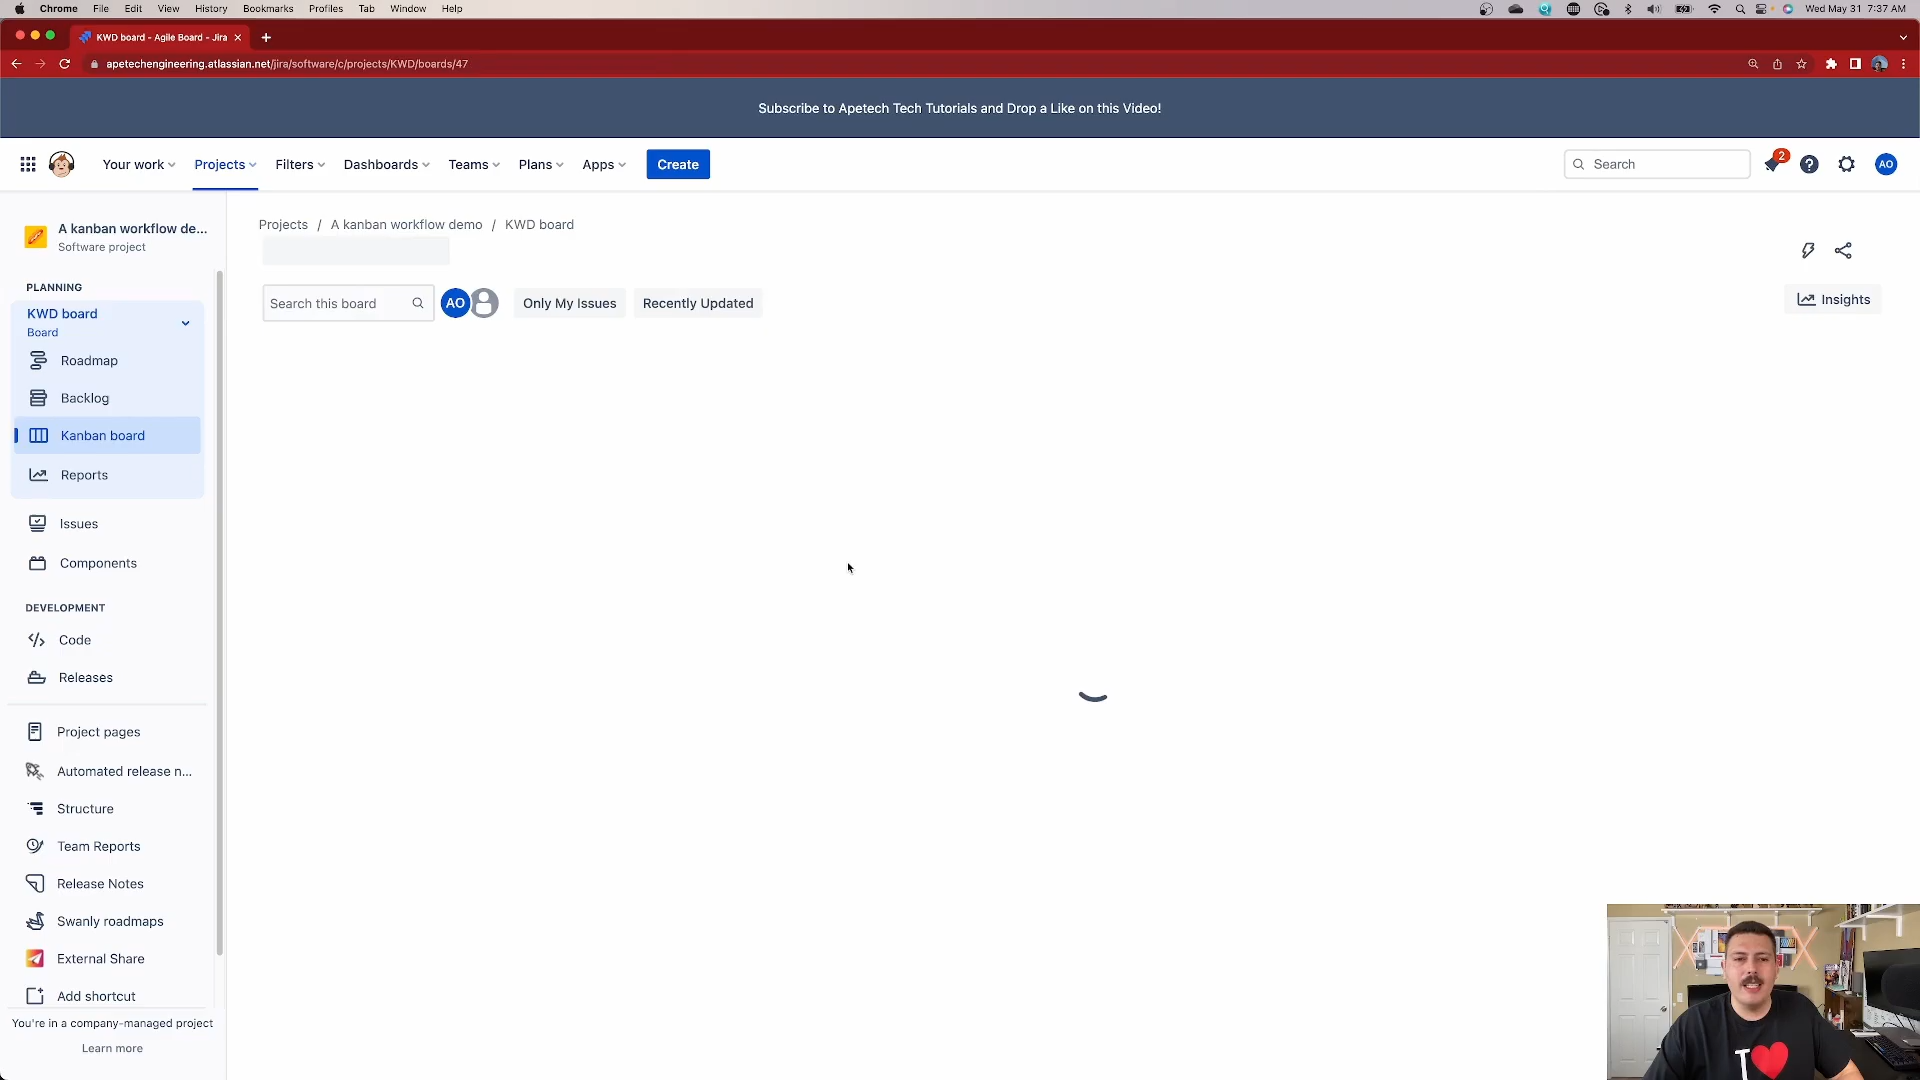 Chrome File Edit View History Bookmarks Profiles Tab Window Help
Wed May 31 7:37 AM
KWD board - Agile Board - Jira
apetechengineering.atlassian.net/jira/software/c/projects/KWD/boards/47
Subscribe to Apetech Tech Tutorials and Drop a Like on this Video!
Your work Projects Filters Dashboards Teams Plans Apps Create
Search
2
AO
A kanban workflow de...
Software project
PLANNING
KWD board
Board
Roadmap
Backlog
Kanban board
Reports
Issues
Components
DEVELOPMENT
Code
Releases
Project pages
Automated release n...
Structure
Team Reports
Release Notes
Swanly roadmaps
External Share
Add shortcut
You're in a company-managed project
Learn more
Projects / A kanban workflow demo / KWD board
Search this board
AO
Only My Issues
Recently Updated
Insights
I